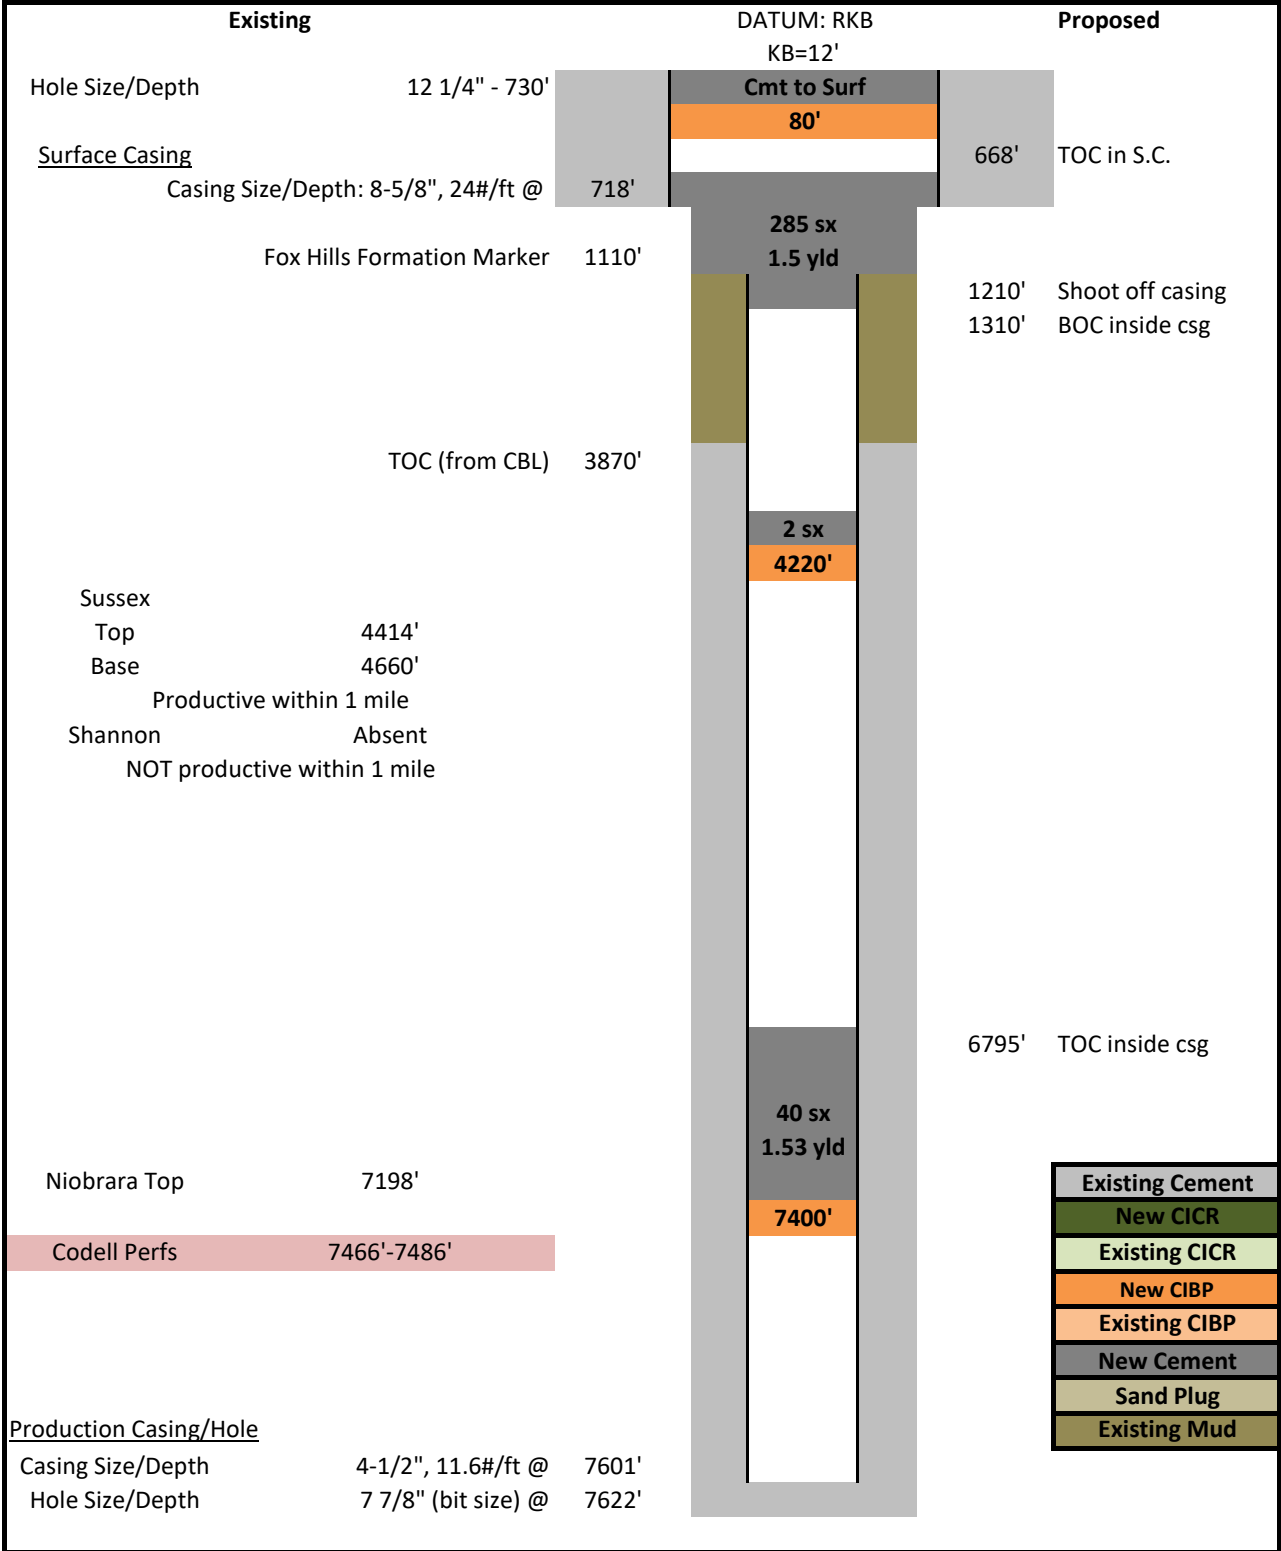 Existing DATUM: RKB Proposed
KB=12'
Hole Size/Depth 12 1/4" - 730' Cmt to Surf
80'
Surface Casing 668' TOC in S.C.
Casing Size/Depth: 8-5/8", 24#/ft @ 718'
285 sx
Fox Hills Formation Marker 1110' 1.5 yld
1210' Shoot off casing
1310' BOC inside csg
TOC (from CBL) 3870'
2 sx
4220'
Sussex
Top 4414'
Base 4660'
Productive within 1 mile
Shannon Absent
NOT productive within 1 mile
6795' TOC inside csg
40 sx
1.53 yld
Niobrara Top 7198' Existing Cement
7400' New CICR
Codell Perfs 7466'-7486' Existing CICR
New CIBP
Existing CIBP
New Cement
Sand Plug
Production Casing/Hole Existing Mud
Casing Size/Depth 4-1/2", 11.6#/ft @ 7601'
Hole Size/Depth 7 7/8" (bit size) @ 7622'